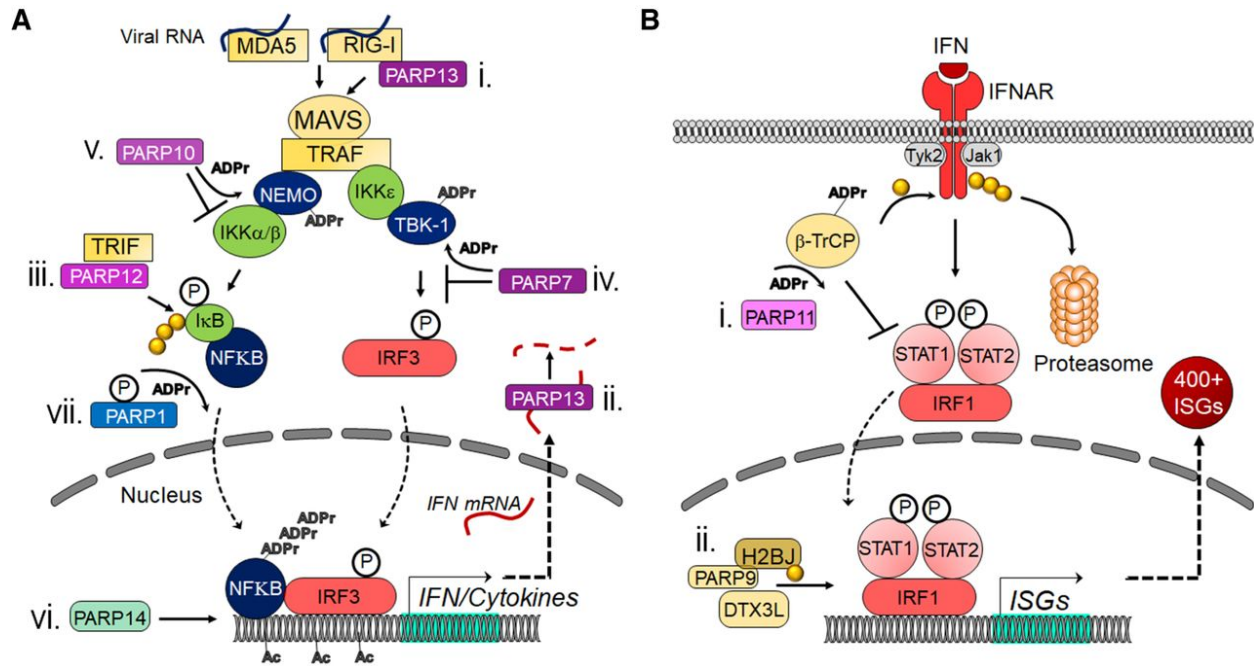 A
Viral RNA
MDA5
RIG-I
PARP13
i.
MAVS
TRAF
v.
PARP10
ADPr
NEMO
ADPr
IKKα/β
IKKε
ADPr
TBK-1
ADPr
PARP7
iv.
TRIF
iii.
PARP12
P
IκB
NFKB
P
IRF3
P
ADPr
vii.
PARP1
PARP13
ii.
Nucleus
IFN mRNA
ADPr
ADPr
ADPr
NFKB
P
IRF3
IFN/Cytokines
vi.
PARP14
Ac
Ac
Ac
B
IFN
IFNAR
Tyk2
Jak1
ADPr
β-TrCP
ADPr
i.
PARP11
P
P
STAT1
STAT2
IRF1
Proteasome
400+
ISGs
ii.
H2BJ
PARP9
DTX3L
P
P
STAT1
STAT2
IRF1
ISGs